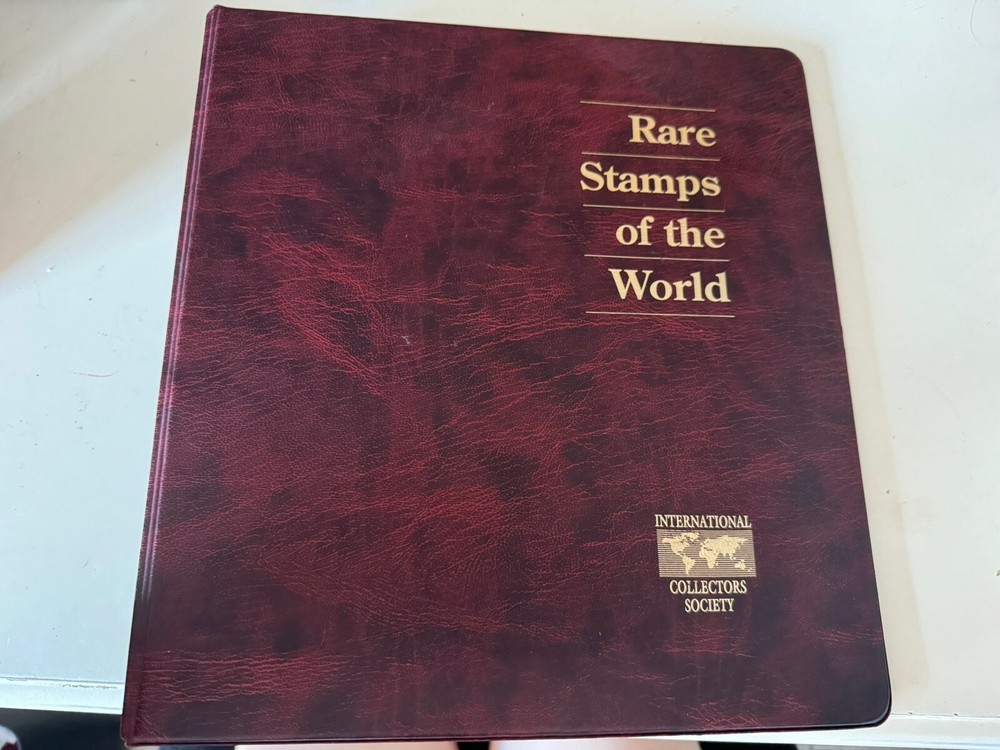 Rare
Stamps
of the
World
INTERNATIONAL
COLLECTORS
SOCIETY